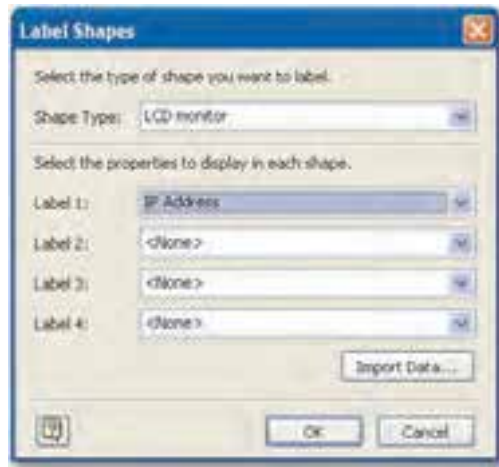 Label Shapes
Select the type of shape you want to label.
Shape Type: LCD monitor
Select the properties to display in each shape.
Label 1: IP Address
Label 2: <None>
Label 3: <None>
Label 4: <None>
Import Data...
OK Cancel